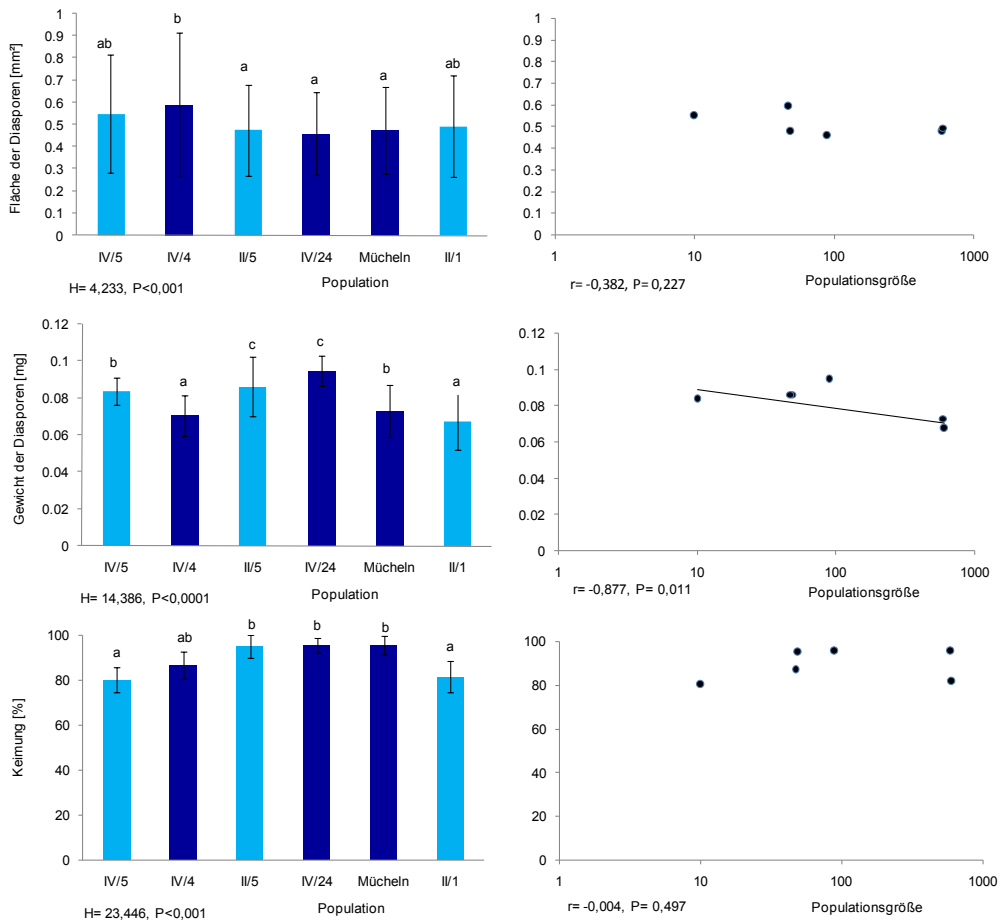 Fläche der Diasporen [mm²]
1
0.9
0.8
0.7
0.6
0.5
0.4
0.3
0.2
0.1
0
ab b a a a ab
IV/5 IV/4 II/5 IV/24 Mücheln II/1
Population
H= 4,233, P<0,001
1
0.9
0.8
0.7
0.6
0.5
0.4
0.3
0.2
0.1
0
1 10 100 1000
Populationsgröße
r= -0,382, P= 0,227
Gewicht der Diasporen [mg]
0.12
0.1
0.08
0.06
0.04
0.02
0
b a c c b a
IV/5 IV/4 II/5 IV/24 Mücheln II/1
Population
H= 14,386, P<0,0001
0.12
0.1
0.08
0.06
0.04
0.02
0
1 10 100 1000
Populationsgröße
r= -0,877, P= 0,011
Keimung [%]
100
80
60
40
20
0
a ab b b b a
IV/5 IV/4 II/5 IV/24 Mücheln II/1
Population
H= 23,446, P<0,001
100
80
60
40
20
0
1 10 100 1000
Populationsgröße
r= -0,004, P= 0,497